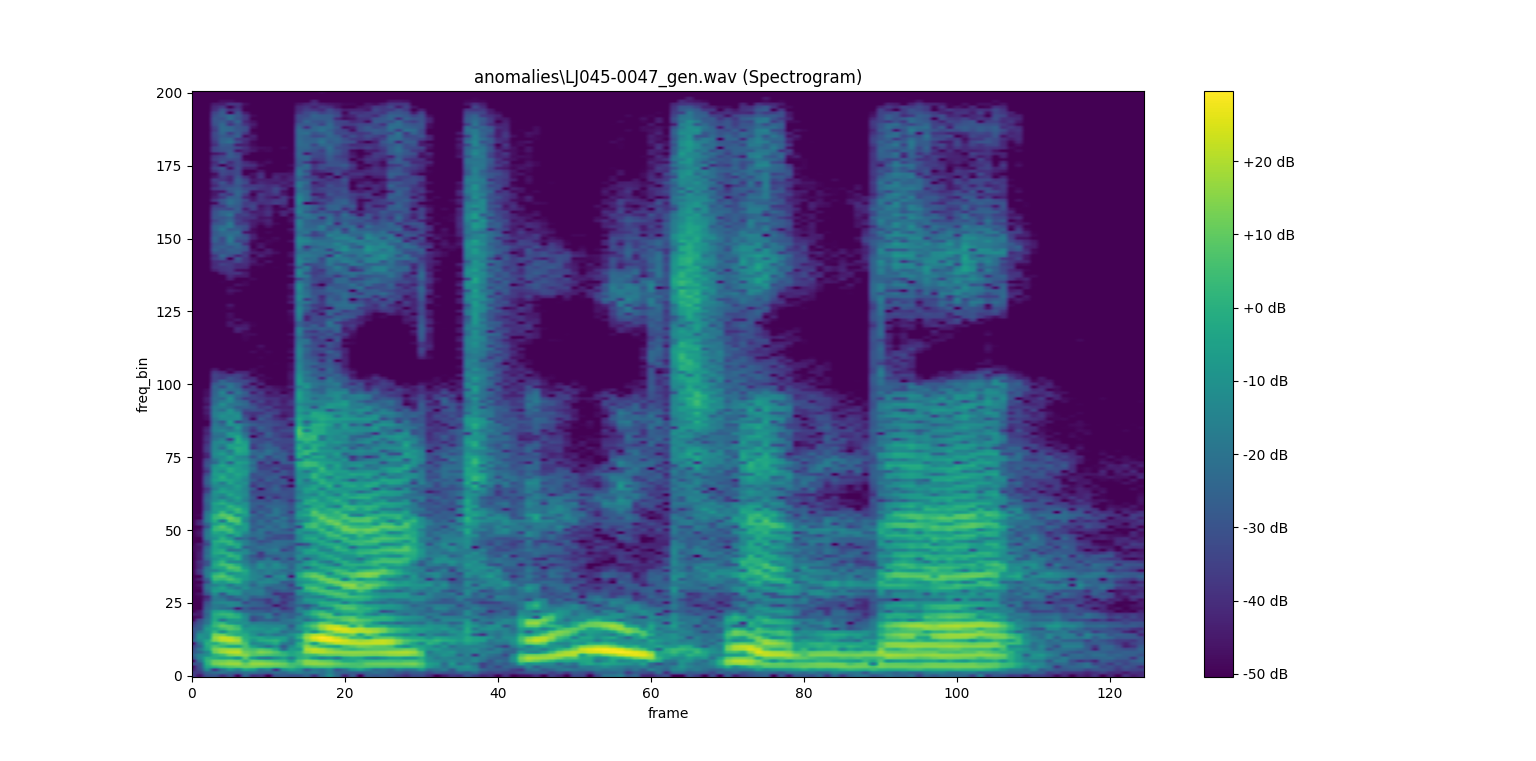 anomalies\LJ045-0047_gen.wav (Spectrogram)
200
175
150
125
100
75
50
25
0
freq_bin
0 20 40 60 80 100 120
frame
+20 dB
+10 dB
+0 dB
-10 dB
-20 dB
-30 dB
-40 dB
-50 dB